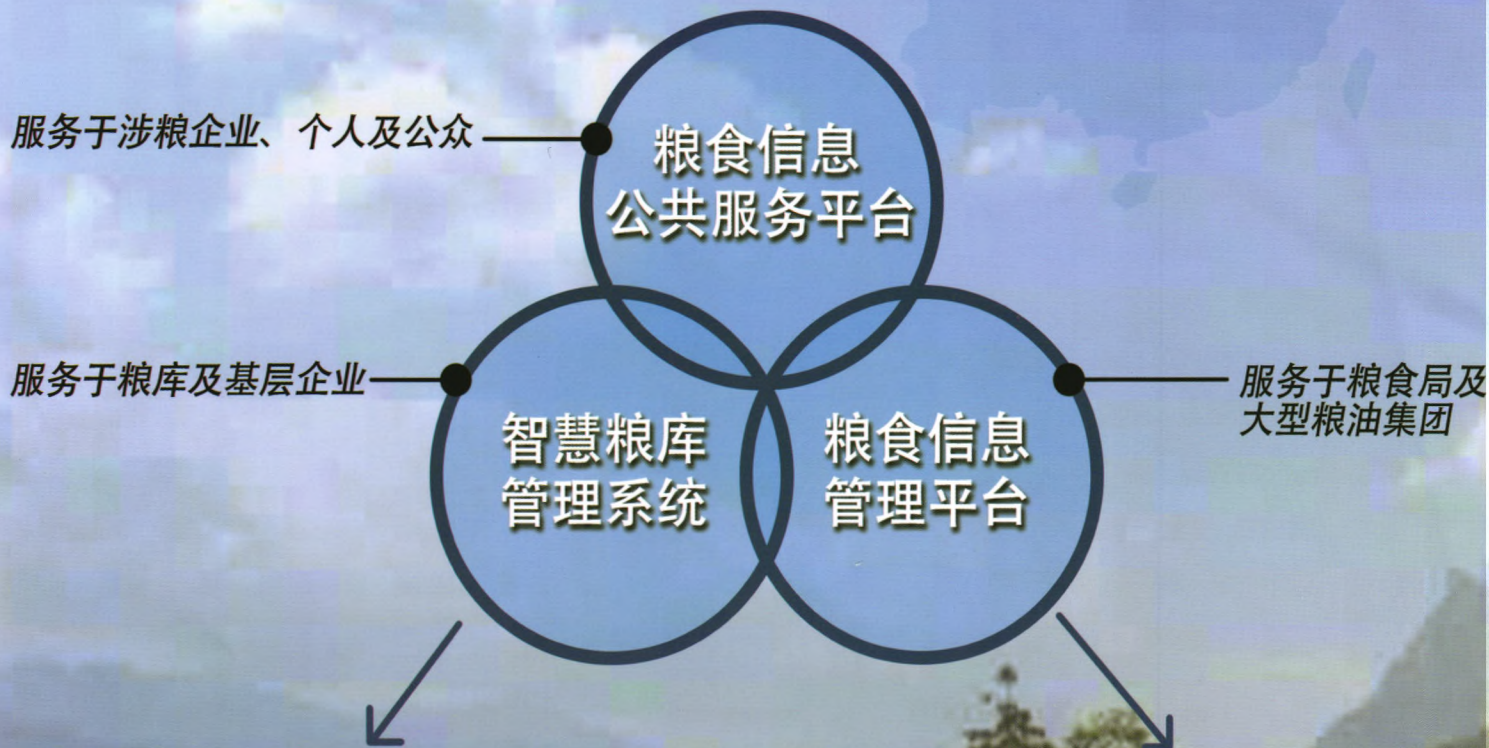 服务于涉粮企业、个人及公众
粮食信息
公共服务平台
服务于粮库及基层企业
服务于粮食局及
大型粮油集团
智慧粮库
管理系统
粮食信息
管理平台